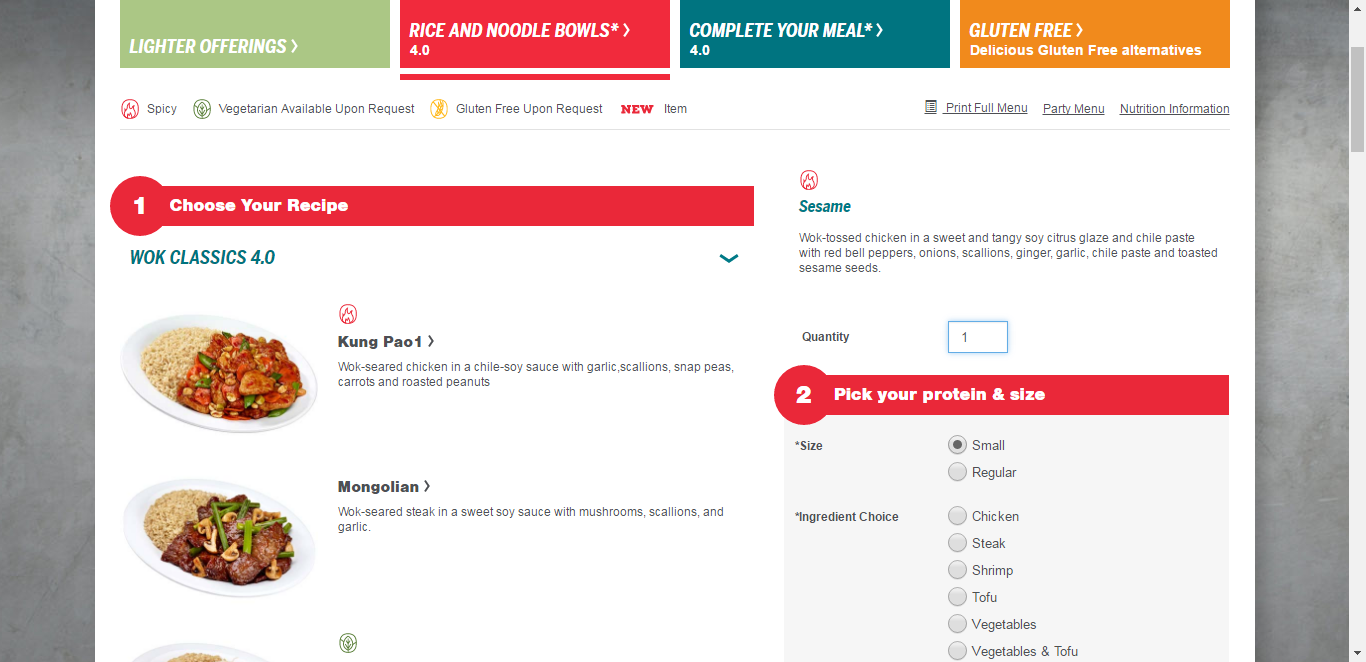 LIGHTER OFFERINGS >
RICE AND NOODLE BOWLS* >
4.0
COMPLETE YOUR MEAL* >
4.0
GLUTEN FREE >
Delicious Gluten Free alternatives
Spicy
Vegetarian Available Upon Request
Gluten Free Upon Request
NEW Item
Print Full Menu
Party Menu
Nutrition Information
1 Choose Your Recipe
WOK CLASSICS 4.0
Kung Pao1 >
Wok-seared chicken in a chile-soy sauce with garlic,scallions, snap peas,
carrots and roasted peanuts
Mongolian >
Wok-seared steak in a sweet soy sauce with mushrooms, scallions, and
garlic.
Sesame
Wok-tossed chicken in a sweet and tangy soy citrus glaze and chile paste
with red bell peppers, onions, scallions, ginger, garlic, chile paste and toasted
sesame seeds.
Quantity 1
2 Pick your protein & size
*Size
Small
Regular
*Ingredient Choice
Chicken
Steak
Shrimp
Tofu
Vegetables
Vegetables & Tofu